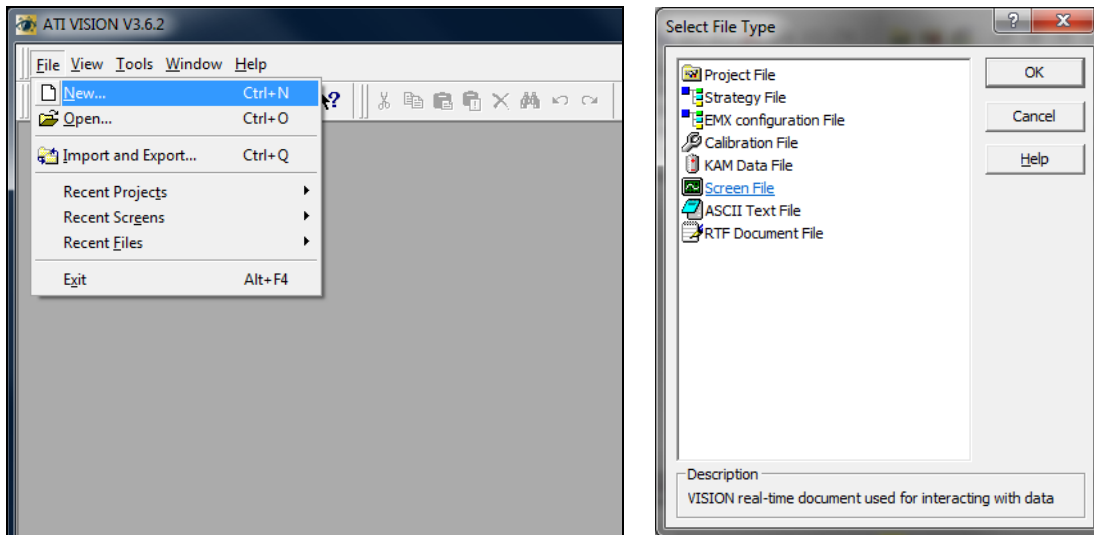 ATI VISION V3.6.2
File View Tools Window Help
New... Ctrl+N
Open... Ctrl+O
Import and Export... Ctrl+Q
Recent Projects
Recent Screens
Recent Files
Exit Alt+F4
Select File Type
Project File
Strategy File
EMX configuration File
Calibration File
KAM Data File
Screen File
ASCII Text File
RTF Document File
OK
Cancel
Help
Description
VISION real-time document used for interacting with data